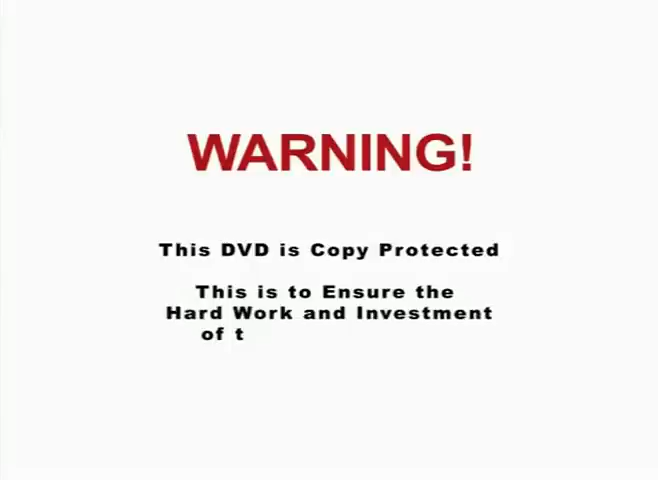 WARNING!
This DVD is Copy Protected
This is to Ensure the
Hard Work and Investment
of t